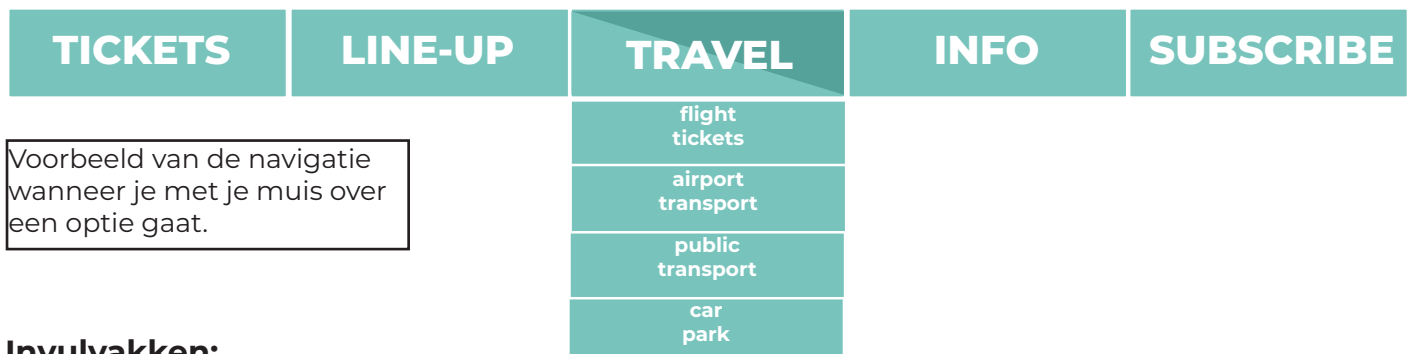 TICKETS LINE-UP TRAVEL INFO SUBSCRIBE
flight
tickets
airport
transport
public
transport
car
park
Voorbeeld van de navigatie
wanneer je met je muis over
een optie gaat.
Invulvakken: